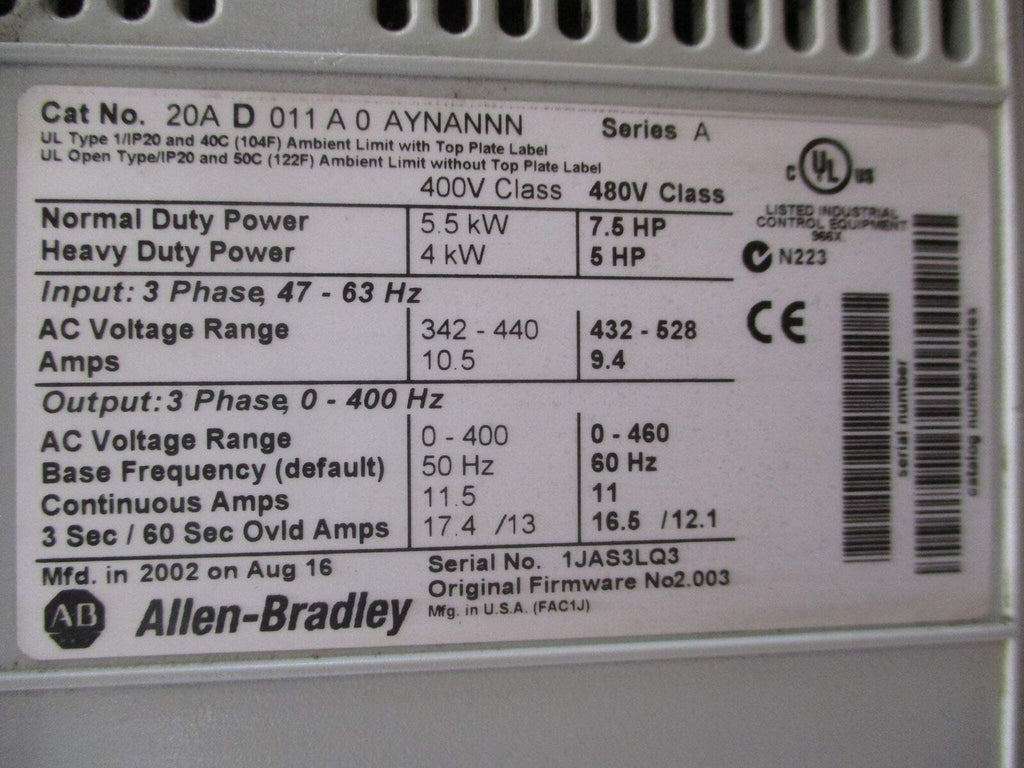 Cat No. 20A D 011 A 0 AYNANNN Series A
UL Type 1/IP20 and 40C (104F) Ambient Limit with Top Plate Label
UL Open Type/IP20 and 50C (122F) Ambient Limit without Top Plate Label
400V Class 480V Class
Normal Duty Power 5.5 kW 7.5 HP
Heavy Duty Power 4 kW 5 HP
Input: 3 Phase, 47 - 63 Hz
AC Voltage Range 342 - 440 432 - 528
Amps 10.5 9.4
Output: 3 Phase, 0 - 400 Hz
AC Voltage Range 0 - 400 0 - 460
Base Frequency (default) 50 Hz 60 Hz
Continuous Amps 11.5 11
3 Sec / 60 Sec Ovld Amps 17.4 /13 16.5 /12.1
Mfd. in 2002 on Aug 16
Serial No. 1JAS3LQ3
Original Firmware No2.003
Mfg. in U.S.A. (FAC1J)
AB Allen-Bradley
c UL us
LISTED INDUSTRIAL
CONTROL EQUIPMENT
966X
N223
CE
serial number
catalog number/series